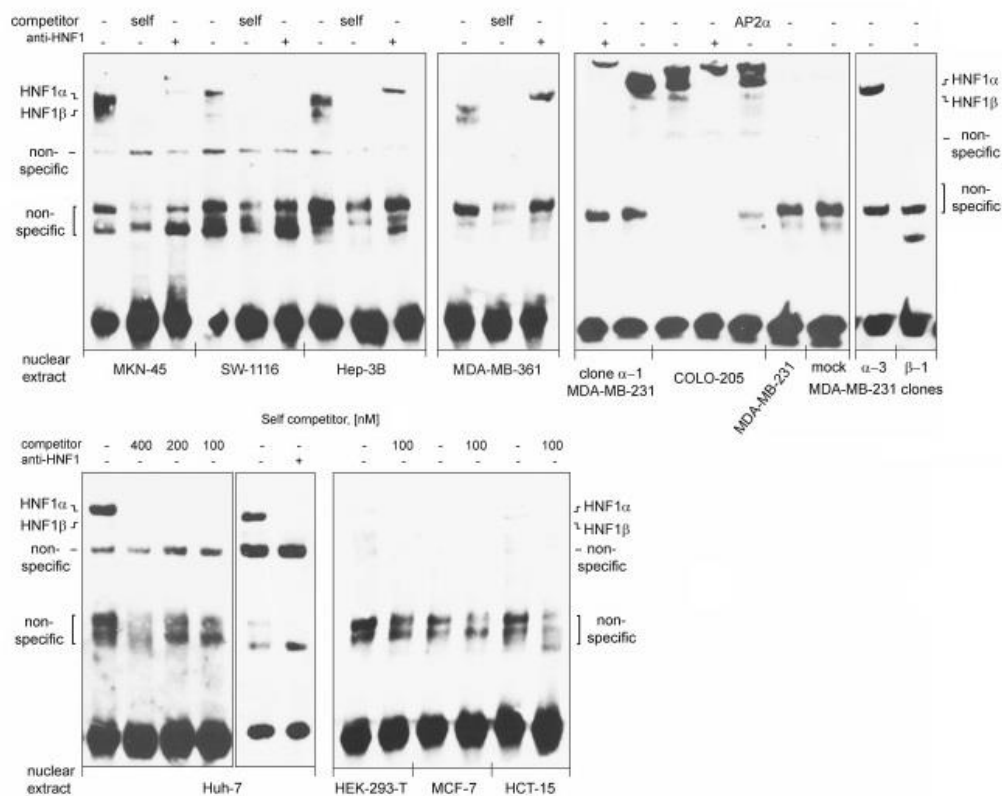 competitor - self - - self - - self - - self - AP2α
anti-HNF1 - - + - - + - - + - - + + - - + - - - - -
HNF1α
HNF1β
non-
specific
non-
specific
HNF1α
HNF1β
non-
specific
non-
specific
nuclear
extract
MKN-45 SW-1116 Hep-3B MDA-MB-361
clone α-1
MDA-MB-231
COLO-205
MDA-MB-231
mock α-3 β-1
MDA-MB-231 clones
Self competitor, [nM]
competitor - 400 200 100 - - - 100 - 100 - 100
anti-HNF1 - - - - - + - - - - - -
HNF1α
HNF1β
non-
specific
non-
specific
HNF1α
HNF1β
non-
specific
non-
specific
nuclear
extract
Huh-7 HEK-293-T MCF-7 HCT-15